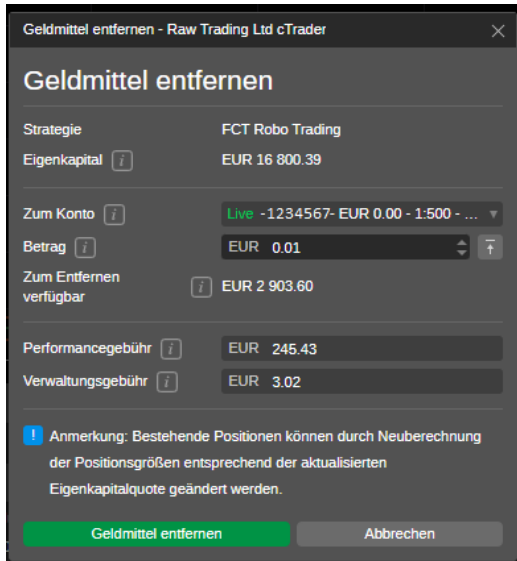 Geldmittel entfernen - Raw Trading Ltd cTrader
Geldmittel entfernen
Strategie FCT Robo Trading
Eigenkapital i EUR 16 800.39
Zum Konto i Live -1234567- EUR 0.00 - 1:500 - ...
Betrag i EUR 0.01
Zum Entfernen
verfügbar i EUR 2 903.60
Performancegebühr i EUR 245.43
Verwaltungsgebühr i EUR 3.02
! Anmerkung: Bestehende Positionen können durch Neuberechnung
der Positionsgrößen entsprechend der aktualisierten
Eigenkapitalquote geändert werden.
Geldmittel entfernen Abbrechen